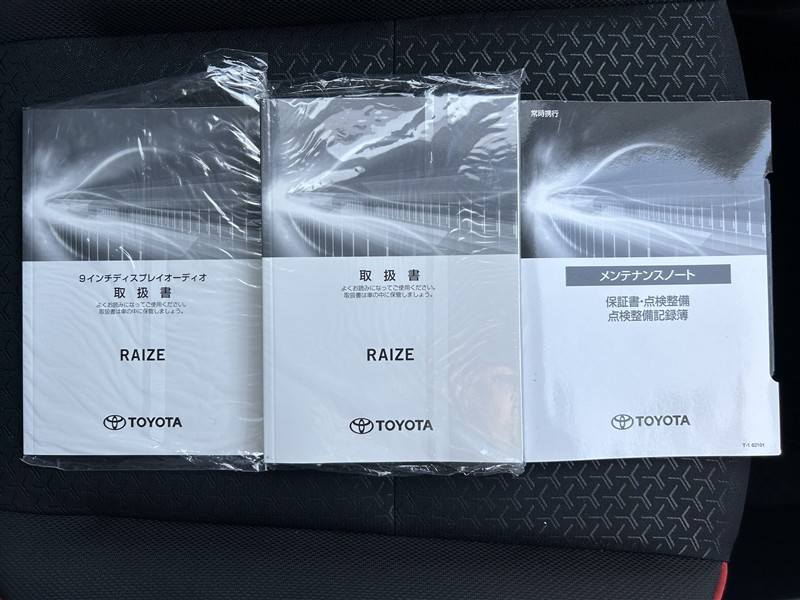 9インチディスプレイオーディオ
取扱書
よくお読みになってご使用ください。
取扱書は車の中に保管しましょう。
RAIZE
TOYOTA
取扱書
よくお読みになってご使用ください。
取扱書は車の中に保管しましょう。
RAIZE
TOYOTA
常時携行
メンテナンスノート
保証書・点検整備
点検整備記録簿
TOYOTA
T-1 62101